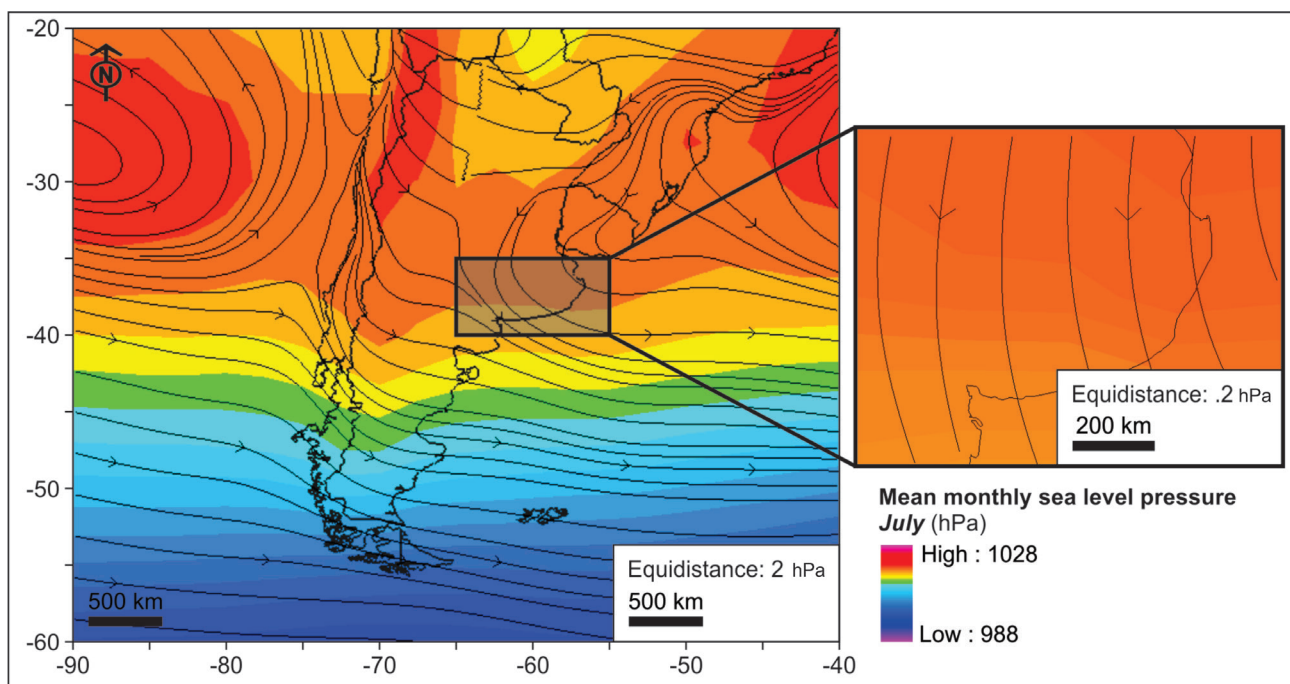 -20
N
-30
-40
-50
-60
-90
-80
-70
-60
-50
-40
500 km
Equidistance: 2 hPa
500 km
Equidistance: .2 hPa
200 km
Mean monthly sea level pressure
July (hPa)
High : 1028
Low : 988